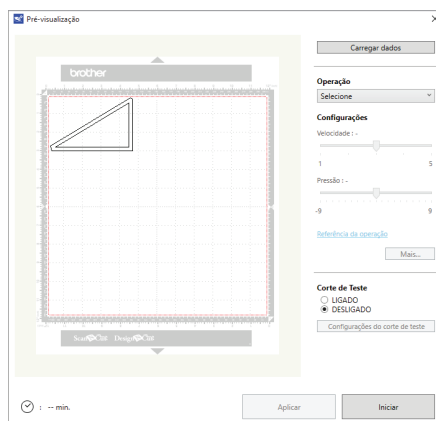 Pré-visualização
Carregar dados
brother
Operação
Selecione
Configurações
Velocidade : -
1 5
Pressão : -
-9 9
Referência da operação
Mais...
Corte de Teste
LIGADO
DESLIGADO
Configurações do corte de teste
ScanNCut DesignNCut
: -- min.
Aplicar
Iniciar